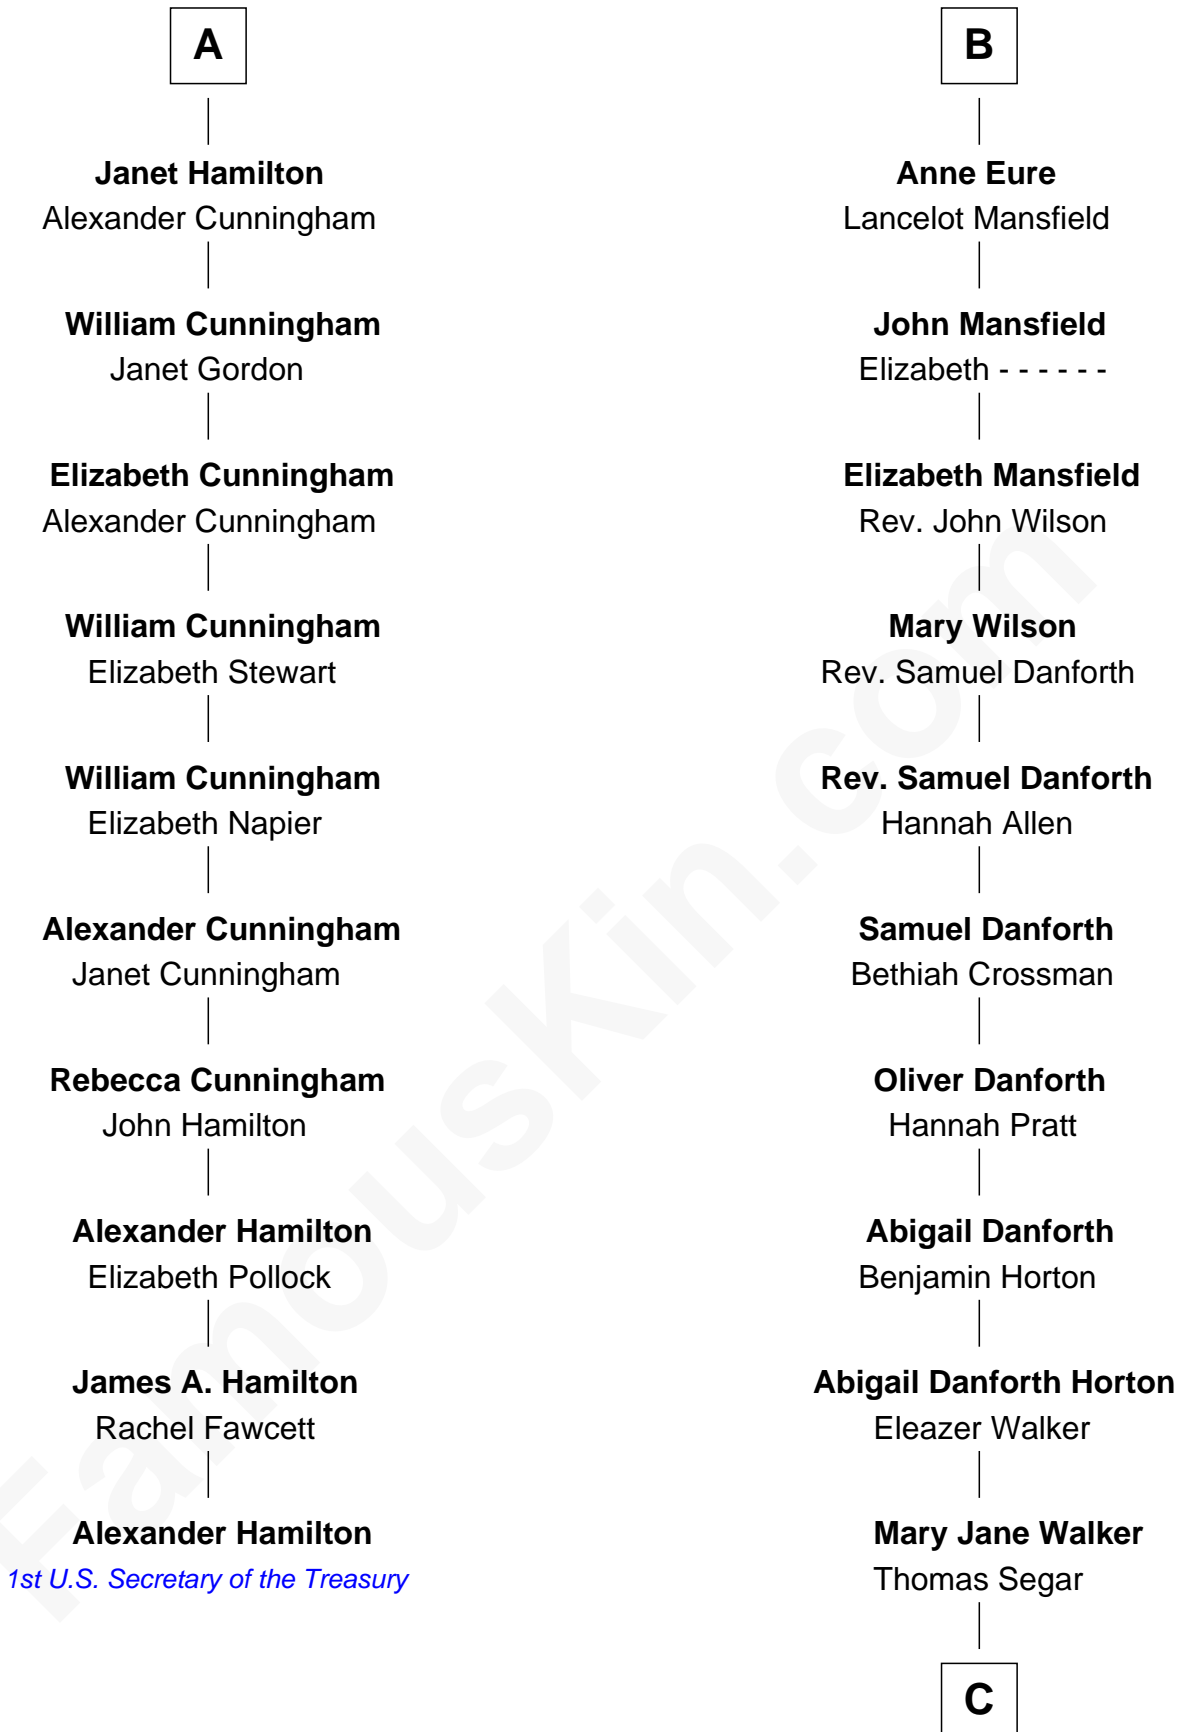 A
Janet Hamilton
Alexander Cunningham
William Cunningham
Janet Gordon
Elizabeth Cunningham
Alexander Cunningham
William Cunningham
Elizabeth Stewart
William Cunningham
Elizabeth Napier
Alexander Cunningham
Janet Cunningham
Rebecca Cunningham
John Hamilton
Alexander Hamilton
Elizabeth Pollock
James A. Hamilton
Rachel Fawcett
Alexander Hamilton
1st U.S. Secretary of the Treasury
B
Anne Eure
Lancelot Mansfield
John Mansfield
Elizabeth - - - - - -
Elizabeth Mansfield
Rev. John Wilson
Mary Wilson
Rev. Samuel Danforth
Rev. Samuel Danforth
Hannah Allen
Samuel Danforth
Bethiah Crossman
Oliver Danforth
Hannah Pratt
Abigail Danforth
Benjamin Horton
Abigail Danforth Horton
Eleazer Walker
Mary Jane Walker
Thomas Segar
C
FamousKin.com